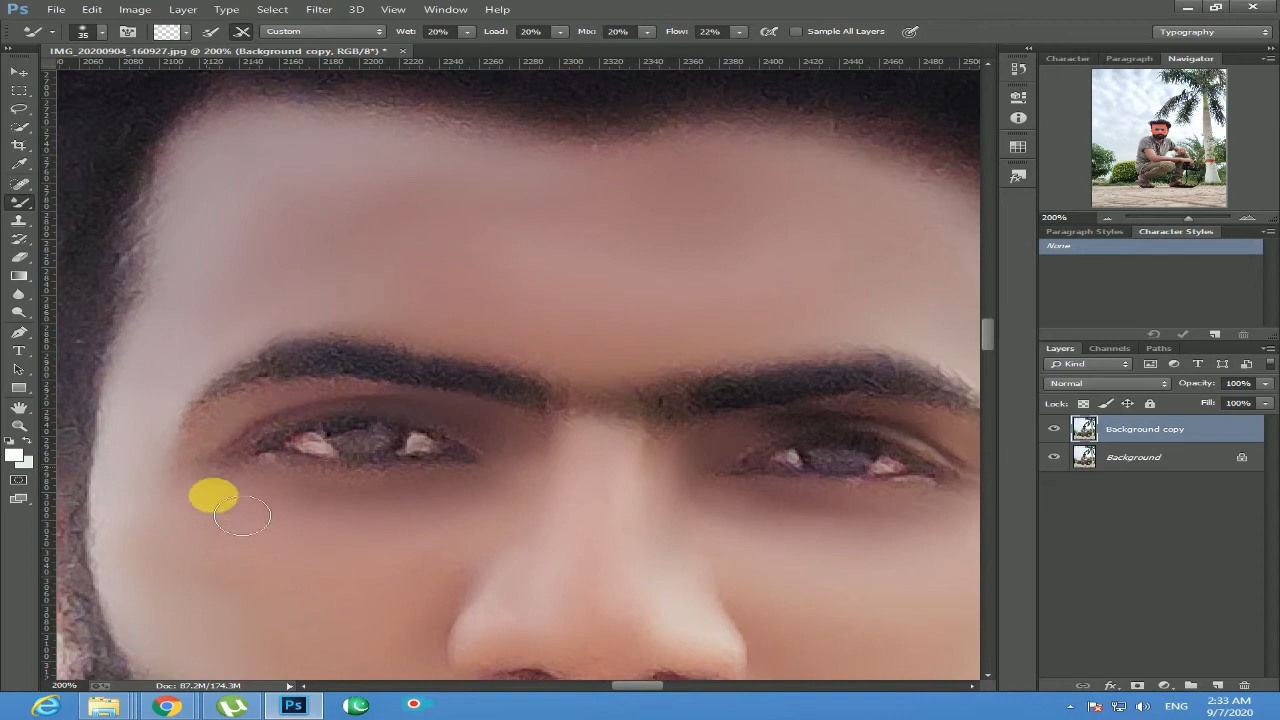 Ps File Edit Image Layer Type Select Filter 3D View Window Help
35 Custom Wet: 20% Load: 20% Mix: 20% Flow: 22% Sample All Layers Typography
IMG_20200904_160927.jpg @ 200% (Background copy, RGB/8*) * ×
2060 2100 2120 2140 2160 2180 2200 2220 2240 2260 2280 2300 2320 2340 2360 2380 2400 2420 2440 2460 2480 2500
Character Paragraph Navigator
200%
Paragraph Styles Character Styles
None
Layers Channels Paths
Kind
Normal Opacity: 100%
Lock: Fill: 100%
Background copy
Background
200% Doc: 87.2M/174.3M
Ps ENG 2:33 AM
9/7/2020